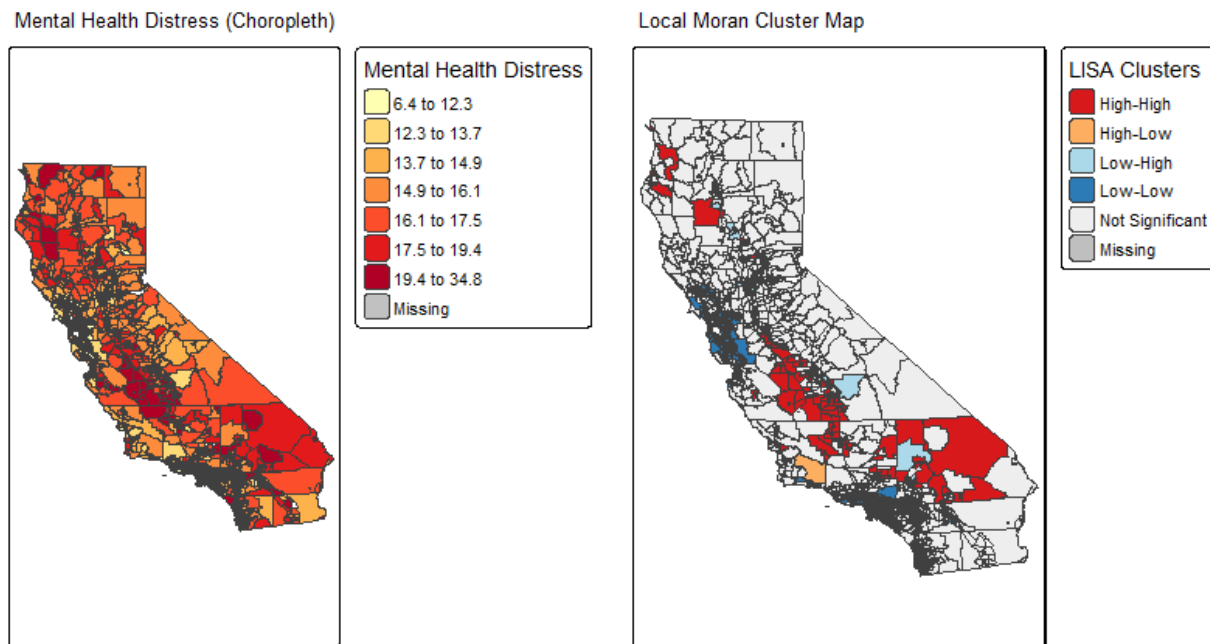 Mental Health Distress (Choropleth)
Mental Health Distress
6.4 to 12.3
12.3 to 13.7
13.7 to 14.9
14.9 to 16.1
16.1 to 17.5
17.5 to 19.4
19.4 to 34.8
Missing
Local Moran Cluster Map
LISA Clusters
High-High
High-Low
Low-High
Low-Low
Not Significant
Missing